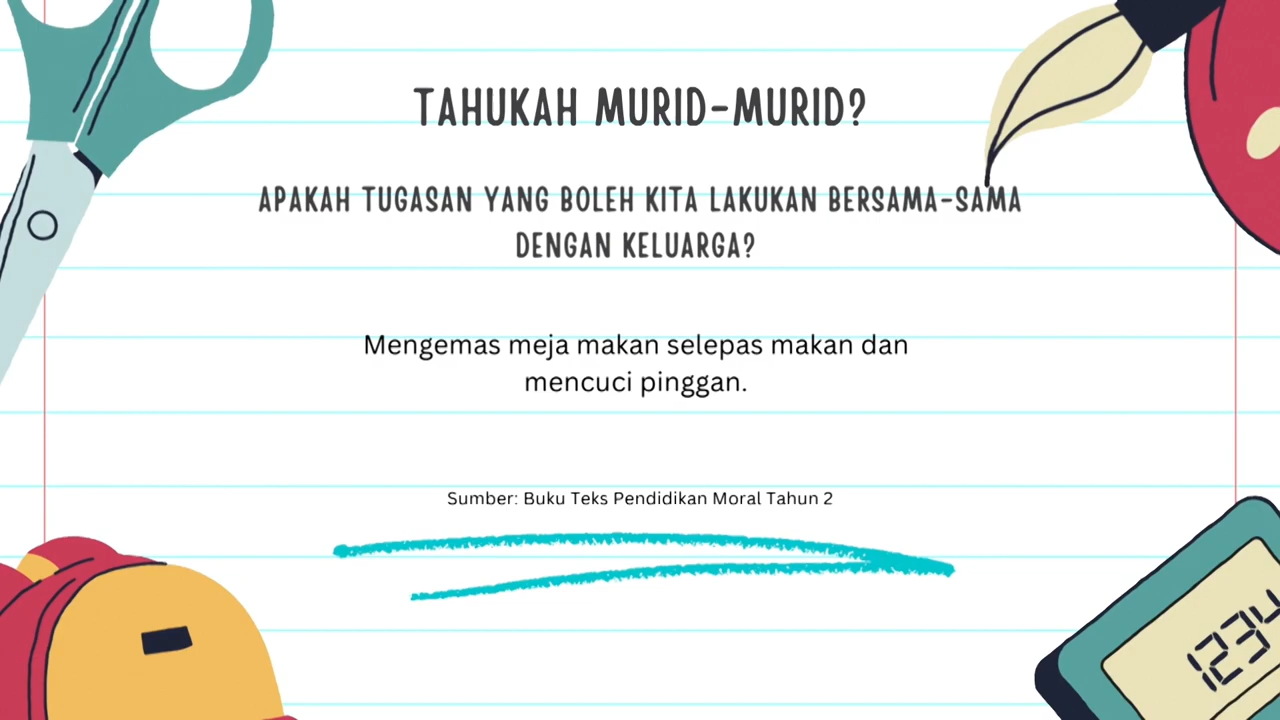 TAHUKAH MURID-MURID?
APAKAH TUGASAN YANG BOLEH KITA LAKUKAN BERSAMA-SAMA
DENGAN KELUARGA?
Mengemas meja makan selepas makan dan
mencuci pinggan.
Sumber: Buku Teks Pendidikan Moral Tahun 2
1234